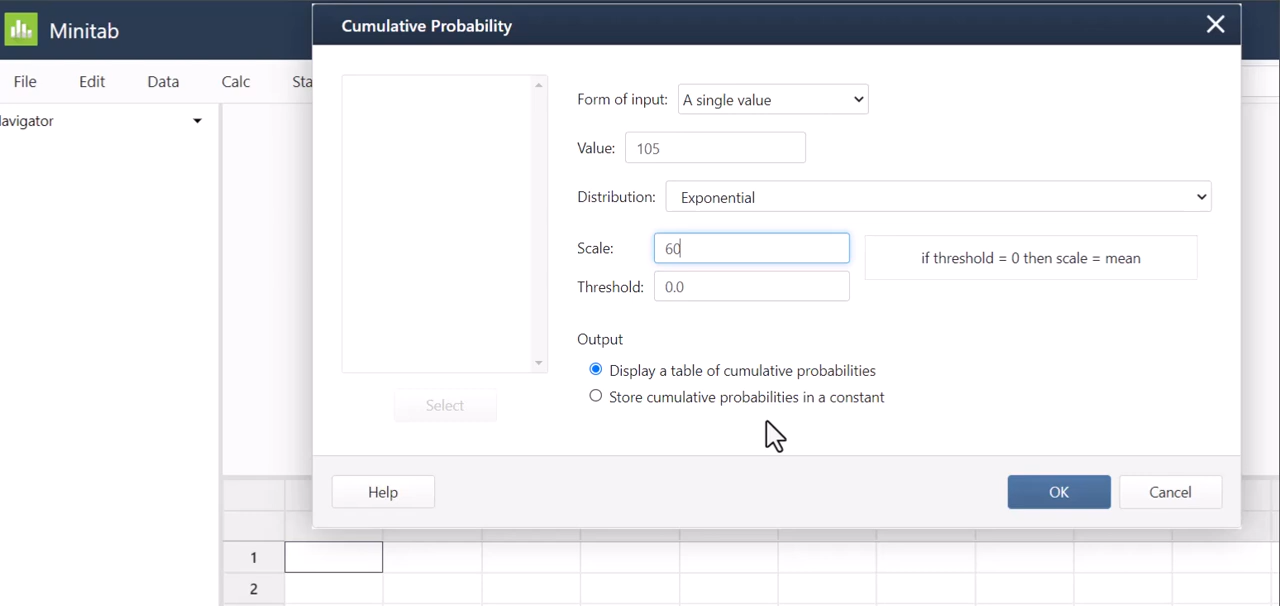 Minitab
Cumulative Probability
File Edit Data Calc Sta
avigator
Form of input: A single value
Value: 105
Distribution: Exponential
Scale: 60
if threshold = 0 then scale = mean
Threshold: 0.0
Output
Display a table of cumulative probabilities
Store cumulative probabilities in a constant
Select
Help OK Cancel
1
2